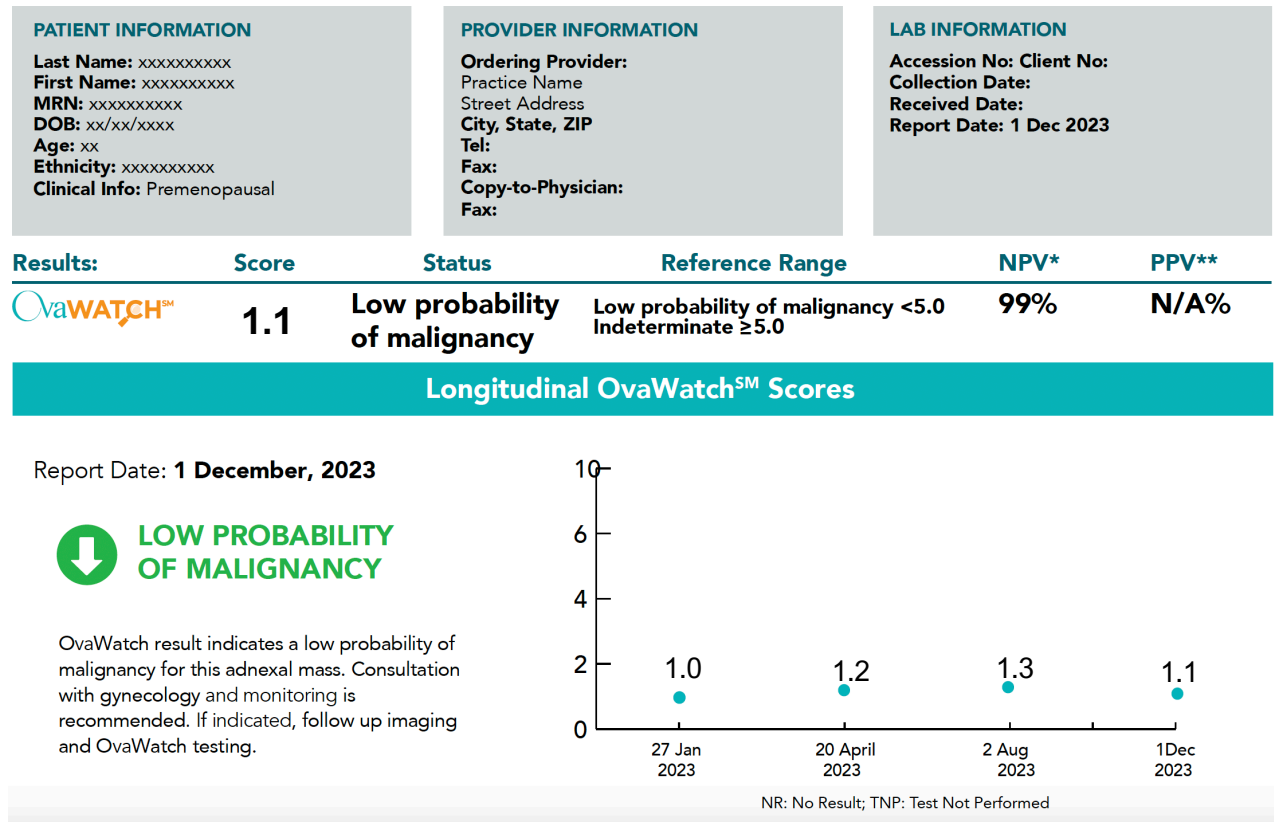 PATIENT INFORMATION
Last Name: xxxxxxxxxx
First Name: xxxxxxxxxx
MRN: xxxxxxxxxx
DOB: xx/xx/xxxx
Age: xx
Ethnicity: xxxxxxxxxx
Clinical Info: Premenopausal
PROVIDER INFORMATION
Ordering Provider:
Practice Name
Street Address
City, State, ZIP
Tel:
Fax:
Copy-to-Physician:
Fax:
LAB INFORMATION
Accession No: Client No:
Collection Date:
Received Date:
Report Date: 1 Dec 2023
Results: Score Status Reference Range NPV* PPV**
OvaWATCH℠ 1.1 Low probability of malignancy <5.0 99% N/A%
Low probability
of malignancy
Indeterminate ≥5.0
Longitudinal OvaWatch℠ Scores
Report Date: 1 December, 2023
LOW PROBABILITY
OF MALIGNANCY
OvaWatch result indicates a low probability of
malignancy for this adnexal mass. Consultation
with gynecology and monitoring is
recommended. If indicated, follow up imaging
and OvaWatch testing.
10
6
4
2
0
1.0 1.2 1.3 1.1
27 Jan 20 April 2 Aug 1Dec
2023 2023 2023 2023
NR: No Result; TNP: Test Not Performed